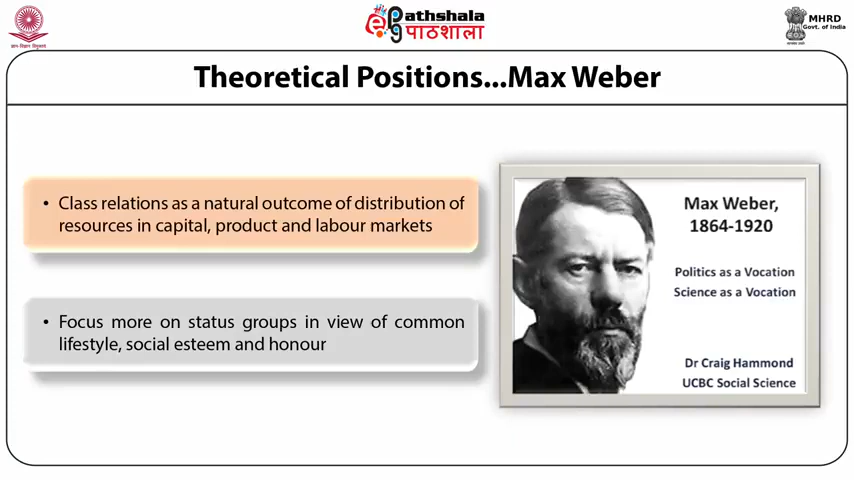 Pathshala
पाठशाला
MHRD
Govt. of India
Theoretical Positions...Max Weber
• Class relations as a natural outcome of distribution of
resources in capital, product and labour markets
• Focus more on status groups in view of common
lifestyle, social esteem and honour
Max Weber,
1864-1920
Politics as a Vocation
Science as a Vocation
Dr Craig Hammond
UCBC Social Science